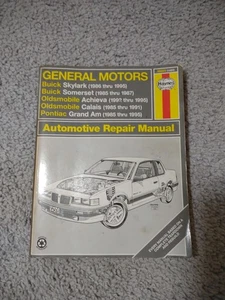 Haynes
GENERAL MOTORS
Buick Skylark (1986 thru 1995)
Buick Somerset (1985 thru 1987)
Oldsmobile Achieva (1992 thru 1995)
Oldsmobile Calais (1985 thru 1991)
Pontiac Grand Am (1985 thru 1995)
Automotive Repair Manual